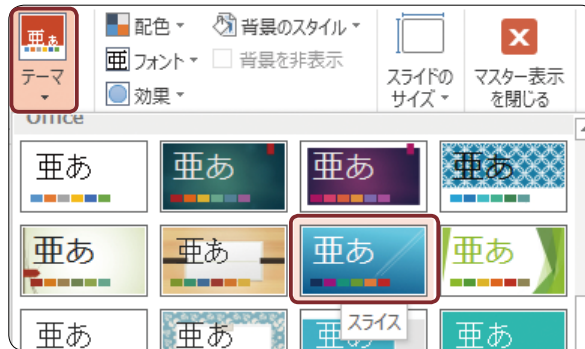 亜あ
テーマ
配色
亜 フォント
効果
背景のスタイル
背景を非表示
スライドの
サイズ
マスター表示
を閉じる
Office
亜あ 亜あ 亜あ 亜あ
亜あ 亜あ 亜あ 亜あ
スライス
亜あ 亜あ 亜 亜あ